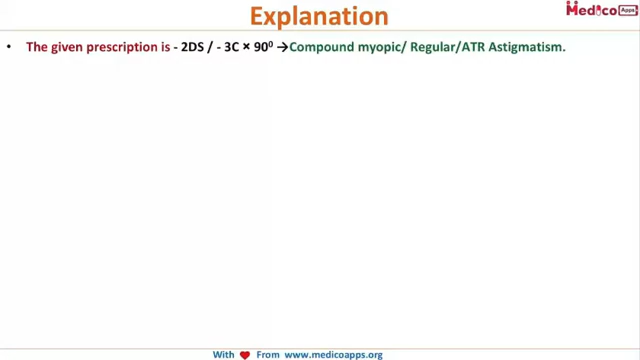 Explanation
Medico Apps
• The given prescription is - 2DS / - 3C × 90⁰ →Compound myopic/ Regular/ATR Astigmatism.
With ♥ From www.medicoapps.org